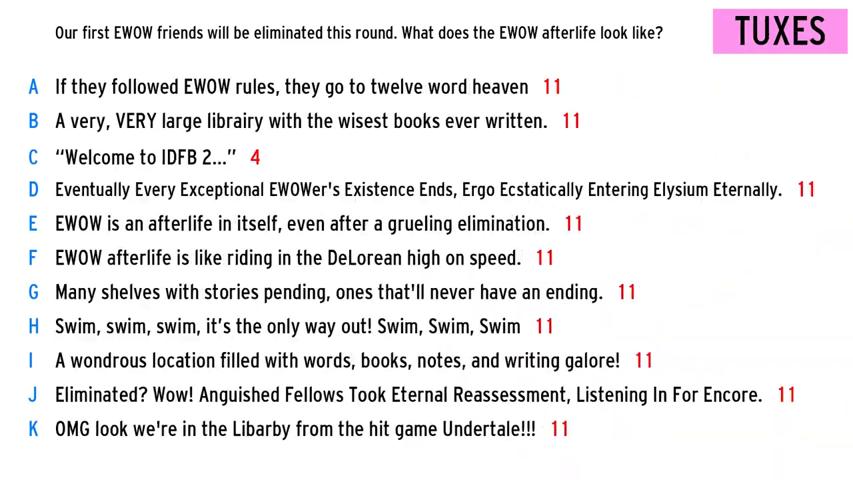 Our first EWOW friends will be eliminated this round. What does the EWOW afterlife look like?
TUXES
A If they followed EWOW rules, they go to twelve word heaven 11
B A very, VERY large librairy with the wisest books ever written. 11
C “Welcome to IDFB 2...” 4
D Eventually Every Exceptional EWOWer's Existence Ends, Ergo Ecstatically Entering Elysium Eternally. 11
E EWOW is an afterlife in itself, even after a grueling elimination. 11
F EWOW afterlife is like riding in the DeLorean high on speed. 11
G Many shelves with stories pending, ones that'll never have an ending. 11
H Swim, swim, swim, it’s the only way out! Swim, Swim, Swim 11
I A wondrous location filled with words, books, notes, and writing galore! 11
J Eliminated? Wow! Anguished Fellows Took Eternal Reassessment, Listening In For Encore. 11
K OMG look we're in the Libarby from the hit game Undertale!!! 11